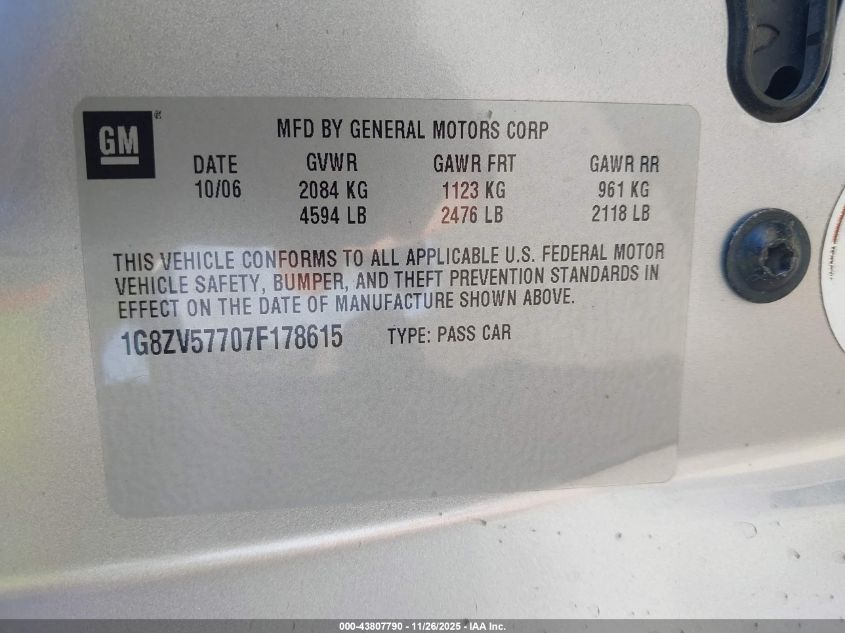 GM
MFD BY GENERAL MOTORS CORP
DATE GVWR GAWR FRT GAWR RR
10/06 2084 KG 1123 KG 961 KG
4594 LB 2476 LB 2118 LB
THIS VEHICLE CONFORMS TO ALL APPLICABLE U.S. FEDERAL MOTOR
VEHICLE SAFETY, BUMPER, AND THEFT PREVENTION STANDARDS IN
EFFECT ON THE DATE OF MANUFACTURE SHOWN ABOVE.
1G8ZV57707F178615 TYPE: PASS CAR
000-43807790 - 11/26/2025 - IAA Inc.